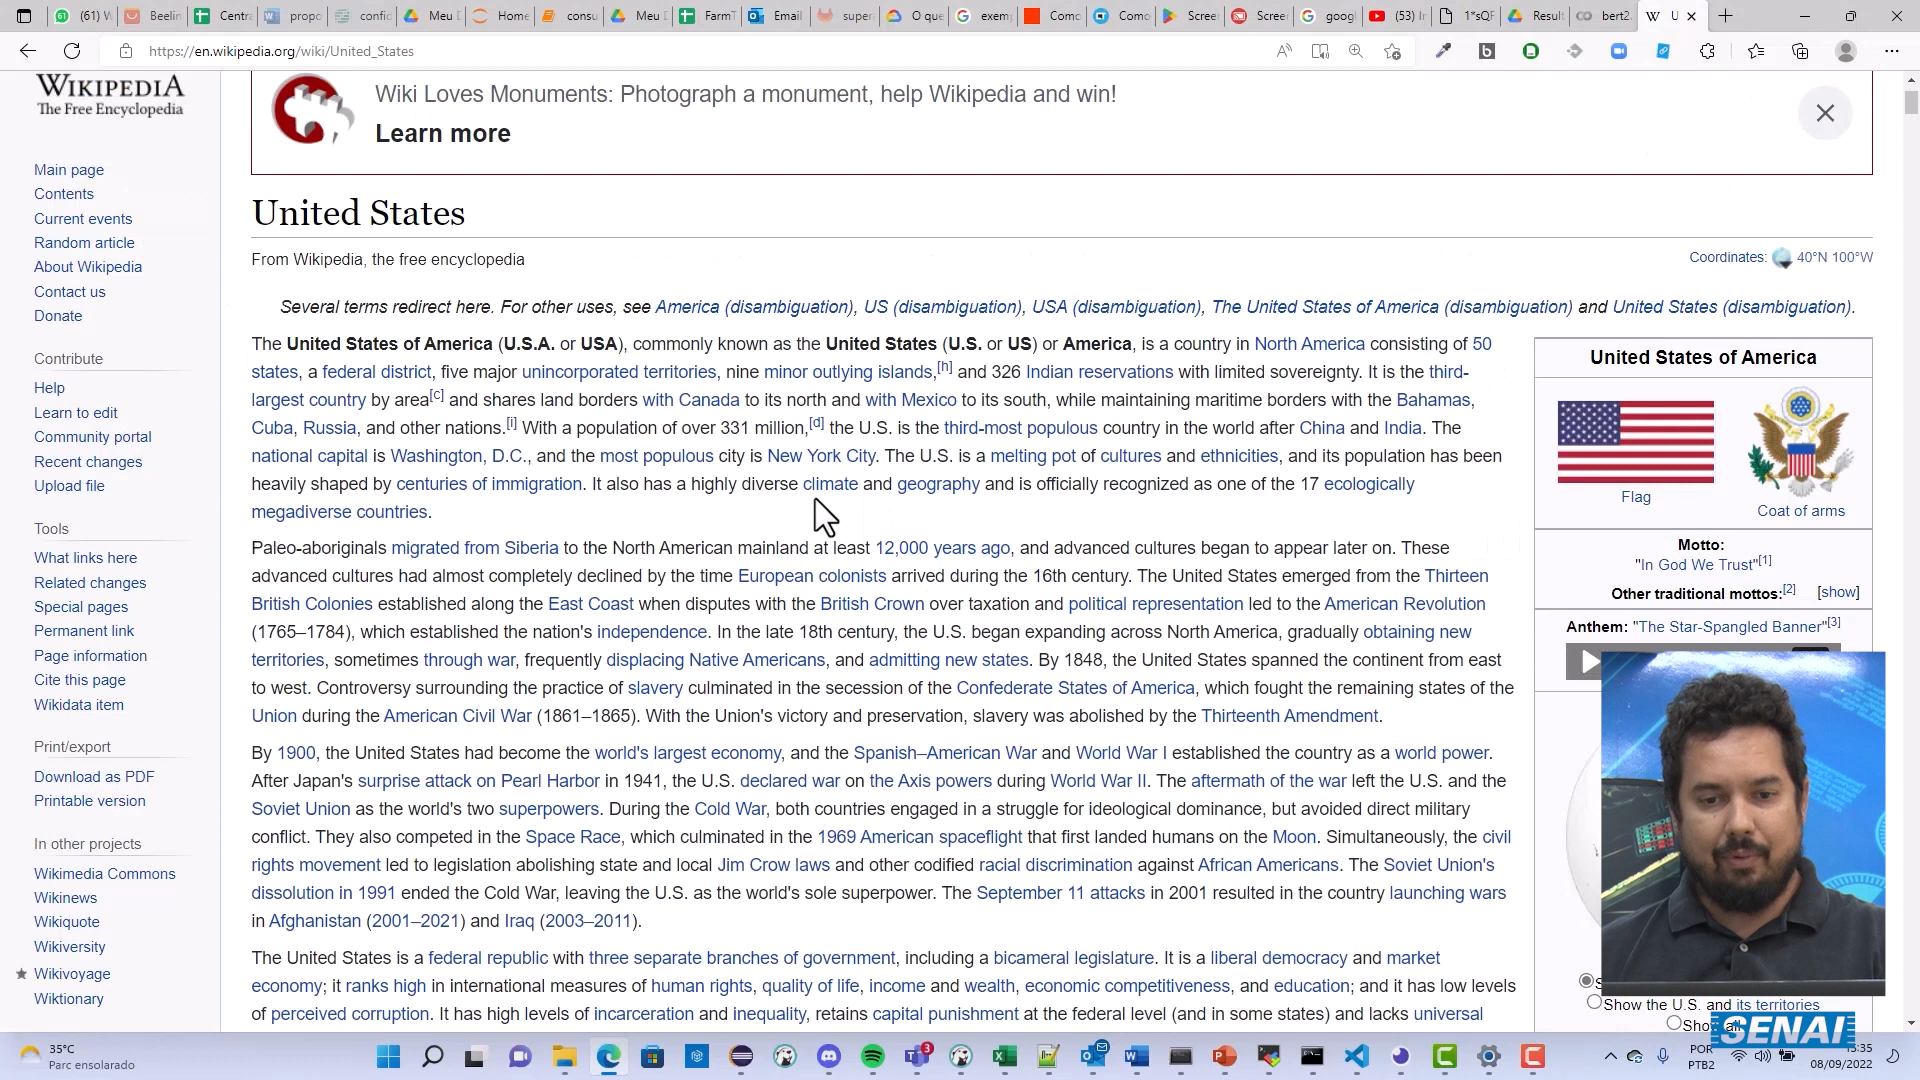 (61) W
Beelin
Centra
propo
confid
Meu D
Home
consu
Meu D
FarmT
Email
supera
O que
exemp
Como
Como
Screen
Screen
googl
(53) In
1*sQF
Result
bert2.
U
https://en.wikipedia.org/wiki/United_States
WIKIPEDIA
The Free Encyclopedia
Main page
Contents
Current events
Random article
About Wikipedia
Contact us
Donate
Contribute
Help
Learn to edit
Community portal
Recent changes
Upload file
Tools
What links here
Related changes
Special pages
Permanent link
Page information
Cite this page
Wikidata item
Print/export
Download as PDF
Printable version
In other projects
Wikimedia Commons
Wikinews
Wikiquote
Wikiversity
Wikivoyage
Wiktionary
Wiki Loves Monuments: Photograph a monument, help Wikipedia and win!
Learn more
United States
From Wikipedia, the free encyclopedia
Coordinates: 40°N 100°W
Several terms redirect here. For other uses, see America (disambiguation), US (disambiguation), USA (disambiguation), The United States of America (disambiguation) and United States (disambiguation).
The United States of America (U.S.A. or USA), commonly known as the United States (U.S. or US) or America, is a country in North America consisting of 50
states, a federal district, five major unincorporated territories, nine minor outlying islands,[h] and 326 Indian reservations with limited sovereignty. It is the third-
largest country by area[c] and shares land borders with Canada to its north and with Mexico to its south, while maintaining maritime borders with the Bahamas,
Cuba, Russia, and other nations.[i] With a population of over 331 million,[d] the U.S. is the third-most populous country in the world after China and India. The
national capital is Washington, D.C., and the most populous city is New York City. The U.S. is a melting pot of cultures and ethnicities, and its population has been
heavily shaped by centuries of immigration. It also has a highly diverse climate and geography and is officially recognized as one of the 17 ecologically
megadiverse countries.
Paleo-aboriginals migrated from Siberia to the North American mainland at least 12,000 years ago, and advanced cultures began to appear later on. These
advanced cultures had almost completely declined by the time European colonists arrived during the 16th century. The United States emerged from the Thirteen
British Colonies established along the East Coast when disputes with the British Crown over taxation and political representation led to the American Revolution
(1765–1784), which established the nation's independence. In the late 18th century, the U.S. began expanding across North America, gradually obtaining new
territories, sometimes through war, frequently displacing Native Americans, and admitting new states. By 1848, the United States spanned the continent from east
to west. Controversy surrounding the practice of slavery culminated in the secession of the Confederate States of America, which fought the remaining states of the
Union during the American Civil War (1861–1865). With the Union's victory and preservation, slavery was abolished by the Thirteenth Amendment.
By 1900, the United States had become the world's largest economy, and the Spanish–American War and World War I established the country as a world power.
After Japan's surprise attack on Pearl Harbor in 1941, the U.S. declared war on the Axis powers during World War II. The aftermath of the war left the U.S. and the
Soviet Union as the world's two superpowers. During the Cold War, both countries engaged in a struggle for ideological dominance, but avoided direct military
conflict. They also competed in the Space Race, which culminated in the 1969 American spaceflight that first landed humans on the Moon. Simultaneously, the civil
rights movement led to legislation abolishing state and local Jim Crow laws and other codified racial discrimination against African Americans. The Soviet Union's
dissolution in 1991 ended the Cold War, leaving the U.S. as the world's sole superpower. The September 11 attacks in 2001 resulted in the country launching wars
in Afghanistan (2001–2021) and Iraq (2003–2011).
The United States is a federal republic with three separate branches of government, including a bicameral legislature. It is a liberal democracy and market
economy; it ranks high in international measures of human rights, quality of life, income and wealth, economic competitiveness, and education; and it has low levels
of perceived corruption. It has high levels of incarceration and inequality, retains capital punishment at the federal level (and in some states) and lacks universal
United States of America
Flag
Coat of arms
Motto:
"In God We Trust"[1]
Other traditional mottos:[2] [show]
Anthem: "The Star-Spangled Banner"[3]
Show the U.S. and its territories
SENAI
35°C
Parc ensolarado
3
POR
PTB2
08/09/2022